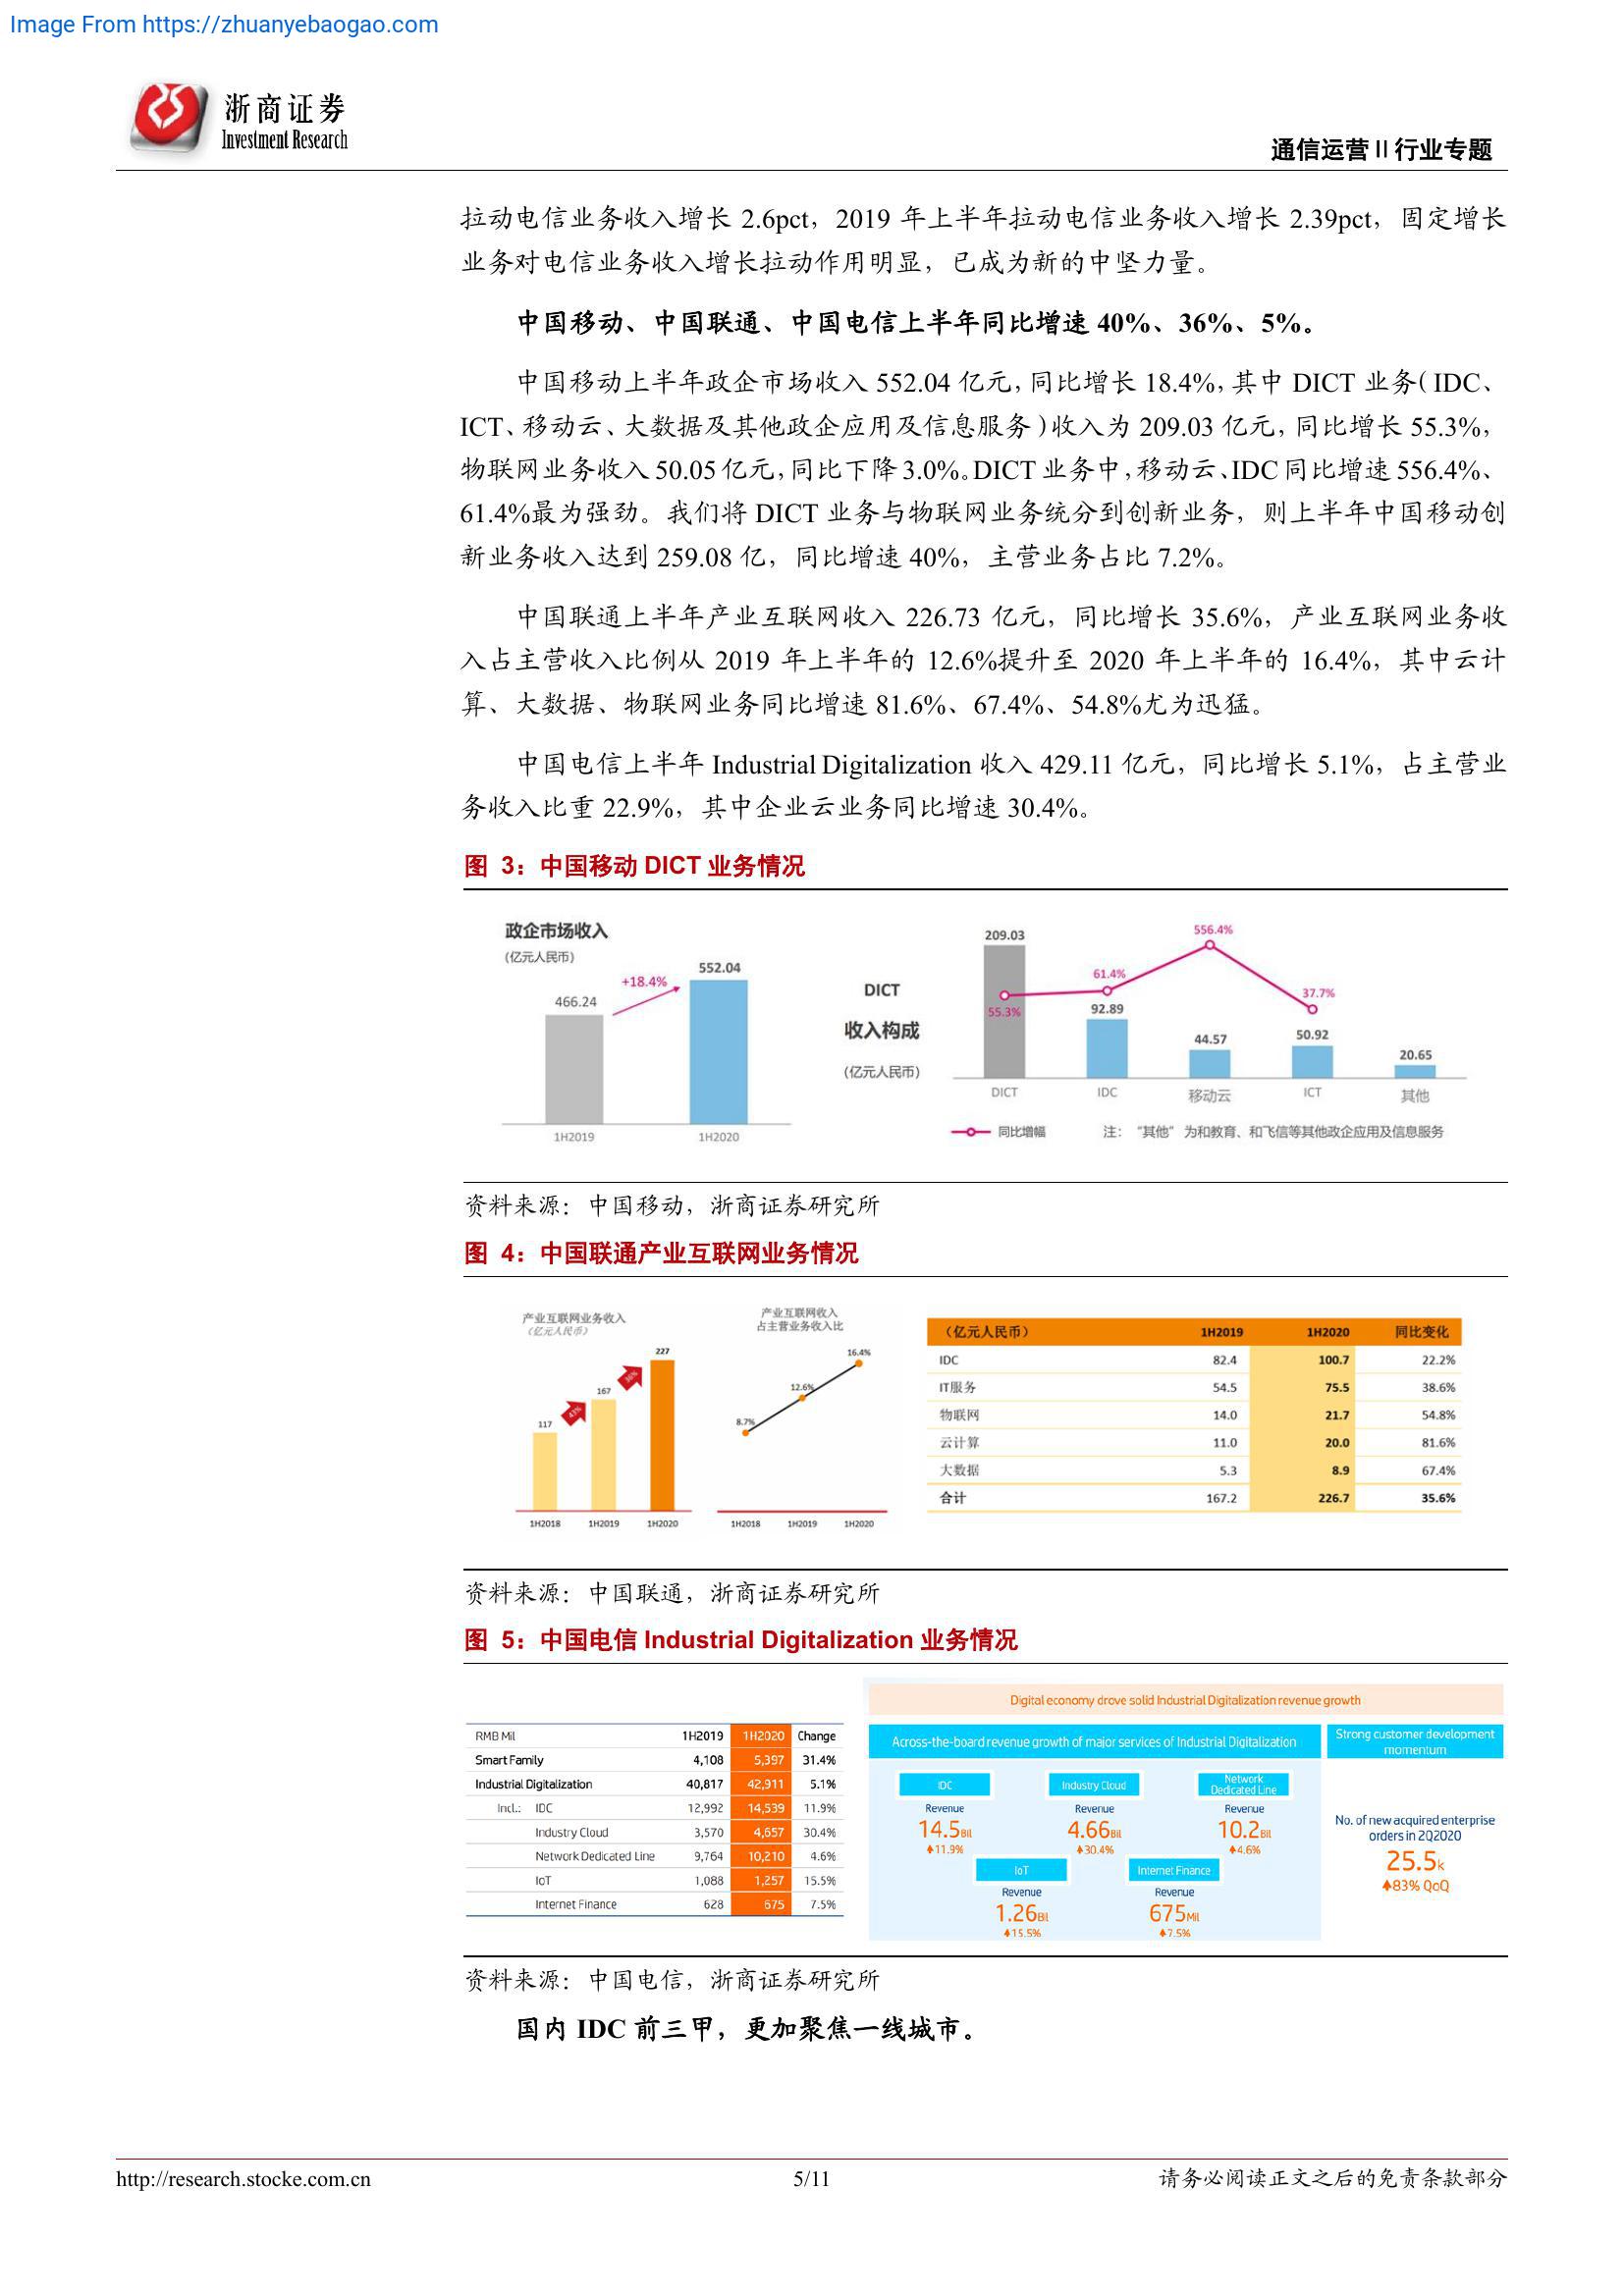 Image From https://zhuanyebaogao.com
浙商证券
Investment Research
通信运营Ⅱ行业专题
拉动电信业务收入增长 2.6pct，2019 年上半年拉动电信业务收入增长 2.39pct，固定增长
业务对电信业务收入增长拉动作用明显，已成为新的中坚力量。
中国移动、中国联通、中国电信上半年同比增速 40%、36%、5%。
中国移动上半年政企市场收入 552.04 亿元，同比增长 18.4%，其中 DICT 业务（IDC、
ICT、移动云、大数据及其他政企应用及信息服务）收入为 209.03 亿元，同比增长 55.3%，
物联网业务收入 50.05 亿元，同比下降 3.0%。DICT 业务中，移动云、IDC 同比增速 556.4%、
61.4%最为强劲。我们将 DICT 业务与物联网业务统分到创新业务，则上半年中国移动创
新业务收入达到 259.08 亿，同比增速 40%，主营业务占比 7.2%。
中国联通上半年产业互联网收入 226.73 亿元，同比增长 35.6%，产业互联网业务收
入占主营收入比例从 2019 年上半年的 12.6%提升至 2020 年上半年的 16.4%，其中云计
算、大数据、物联网业务同比增速 81.6%、67.4%、54.8%尤为迅猛。
中国电信上半年 Industrial Digitalization 收入 429.11 亿元，同比增长 5.1%，占主营业
务收入比重 22.9%，其中企业云业务同比增速 30.4%。
图 3：中国移动 DICT 业务情况
政企市场收入
(亿元人民币)
466.24
+18.4%
552.04
1H2019 1H2020
DICT
收入构成
(亿元人民币)
209.03 92.89 44.57 50.92 20.65
55.3% 61.4% 556.4% 37.7%
DICT IDC 移动云 ICT 其他
同比增幅 注：“其他”为和教育、和飞信等其他政企应用及信息服务
资料来源：中国移动，浙商证券研究所
图 4：中国联通产业互联网业务情况
产业互联网业务收入
（亿元人民币）
117 43% 167 36% 227
1H2018 1H2019 1H2020
产业互联网收入
占主营业务收入比
8.7% 12.6% 16.4%
1H2018 1H2019 1H2020
（亿元人民币） 1H2019 1H2020 同比变化
IDC 82.4 100.7 22.2%
IT服务 54.5 75.5 38.6%
物联网 14.0 21.7 54.8%
云计算 11.0 20.0 81.6%
大数据 5.3 8.9 67.4%
合计 167.2 226.7 35.6%
资料来源：中国联通，浙商证券研究所
图 5：中国电信 Industrial Digitalization 业务情况
RMB Mil 1H2019 1H2020 Change
Smart Family 4,108 5,397 31.4%
Industrial Digitalization 40,817 42,911 5.1%
Incl.: IDC 12,992 14,539 11.9%
Industry Cloud 3,570 4,657 30.4%
Network Dedicated Line 9,764 10,210 4.6%
IoT 1,088 1,257 15.5%
Internet Finance 628 675 7.5%
Digital economy drove solid Industrial Digitalization revenue growth
Across-the-board revenue growth of major services of Industrial Digitalization
Strong customer development
momentum
IDC
Revenue
14.5Bil
11.9%
Industry Cloud
Revenue
4.66Bil
30.4%
Network
Dedicated Line
Revenue
10.2Bil
4.6%
IoT
Revenue
1.26Bil
15.5%
Internet Finance
Revenue
675Mil
7.5%
No. of new acquired enterprise
orders in 2Q2020
25.5k
83% QoQ
资料来源：中国电信，浙商证券研究所
国内 IDC 前三甲，更加聚焦一线城市。
http://research.stocke.com.cn 5/11 请务必阅读正文之后的免责条款部分